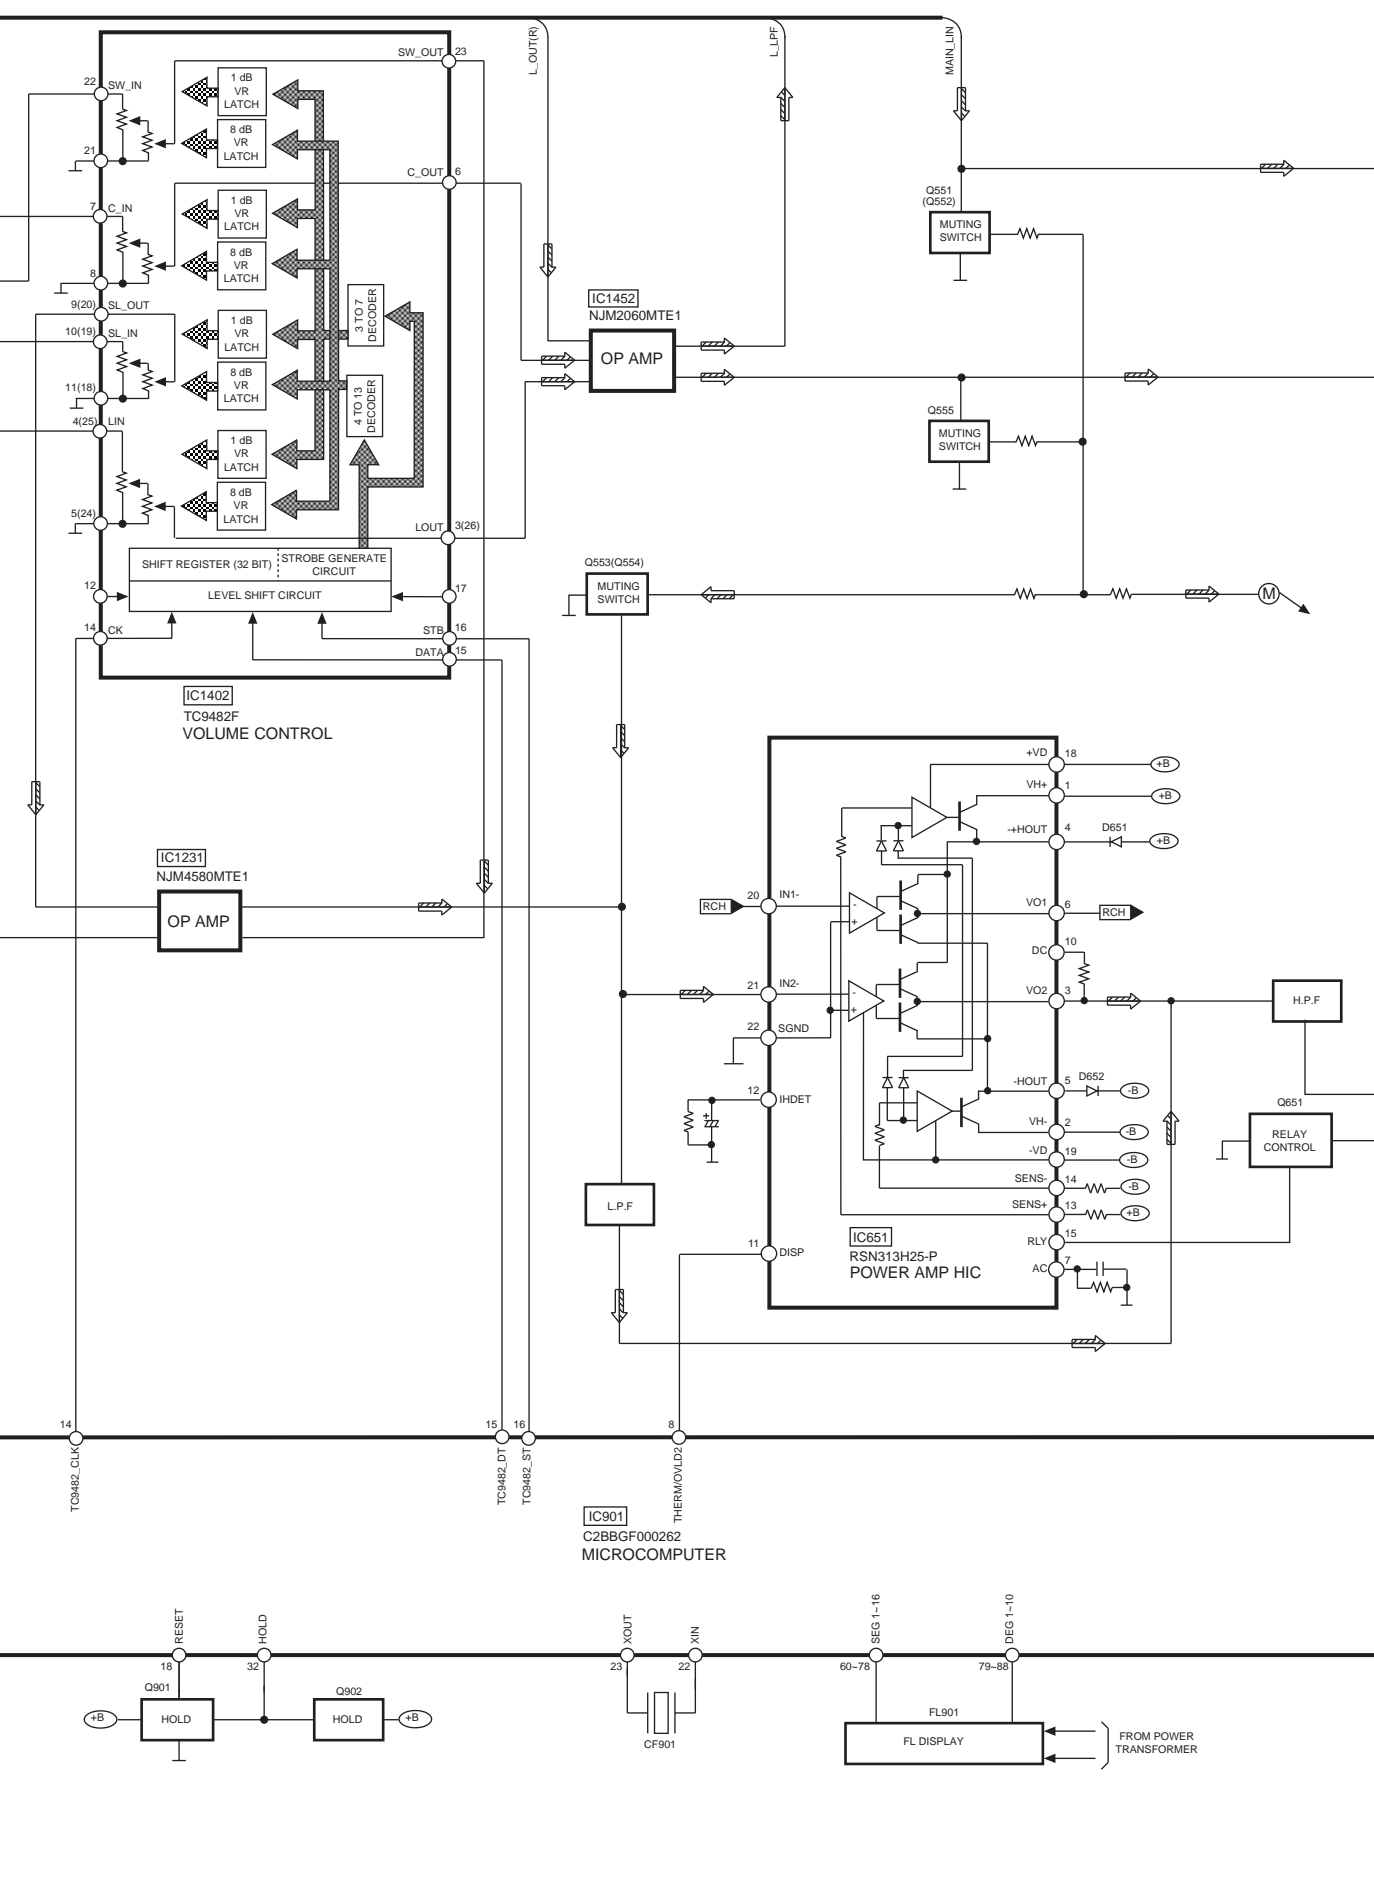 L_OUT(R)
L_LPF
MAIN_LIN
SW_OUT
23
22
SW_IN
1 dB
VR
LATCH
8 dB
VR
LATCH
21
C_OUT
6
7
C_IN
1 dB
VR
LATCH
8 dB
VR
LATCH
8
9(20)
SL_OUT
10(19)
SL_IN
1 dB
VR
LATCH
8 dB
VR
LATCH
11(18)
3 TO 7
DECODER
4 TO 13
DECODER
4(25)
LIN
1 dB
VR
LATCH
8 dB
VR
LATCH
5(24)
LOUT
3(26)
SHIFT REGISTER (32 BIT)
STROBE GENERATE
CIRCUIT
LEVEL SHIFT CIRCUIT
12
17
14
CK
STB
16
DATA
15
IC1402
TC9482F
VOLUME CONTROL
IC1452
NJM2060MTE1
OP AMP
Q551
(Q552)
MUTING
SWITCH
Q555
MUTING
SWITCH
Q553(Q554)
MUTING
SWITCH
M
IC1231
NJM4580MTE1
OP AMP
+VD
18
+B
VH+
1
+B
-+HOUT
4
D651
+B
RCH
20
IN1-
-
+
VO1
6
RCH
DC
10
21
IN2-
-
+
VO2
3
22
SGND
H.P.F
12
IHDET
+
-HOUT
5
D652
-B
VH-
2
-B
-VD
19
-B
SENS-
14
-B
SENS+
13
+B
RLY
15
AC
7
Q651
RELAY
CONTROL
L.P.F
11
DISP
IC651
RSN313H25-P
POWER AMP HIC
14
15
16
8
TC9482_CLK
TC9482_DT
TC9482_ST
THERM/OVLD2
IC901
C2BBGF000262
MICROCOMPUTER
RESET
HOLD
XOUT
XIN
SEG 1~16
DEG 1~10
18
32
23
22
60~78
79~88
Q901
HOLD
+B
Q902
HOLD
+B
CF901
FL901
FL DISPLAY
FROM POWER
TRANSFORMER